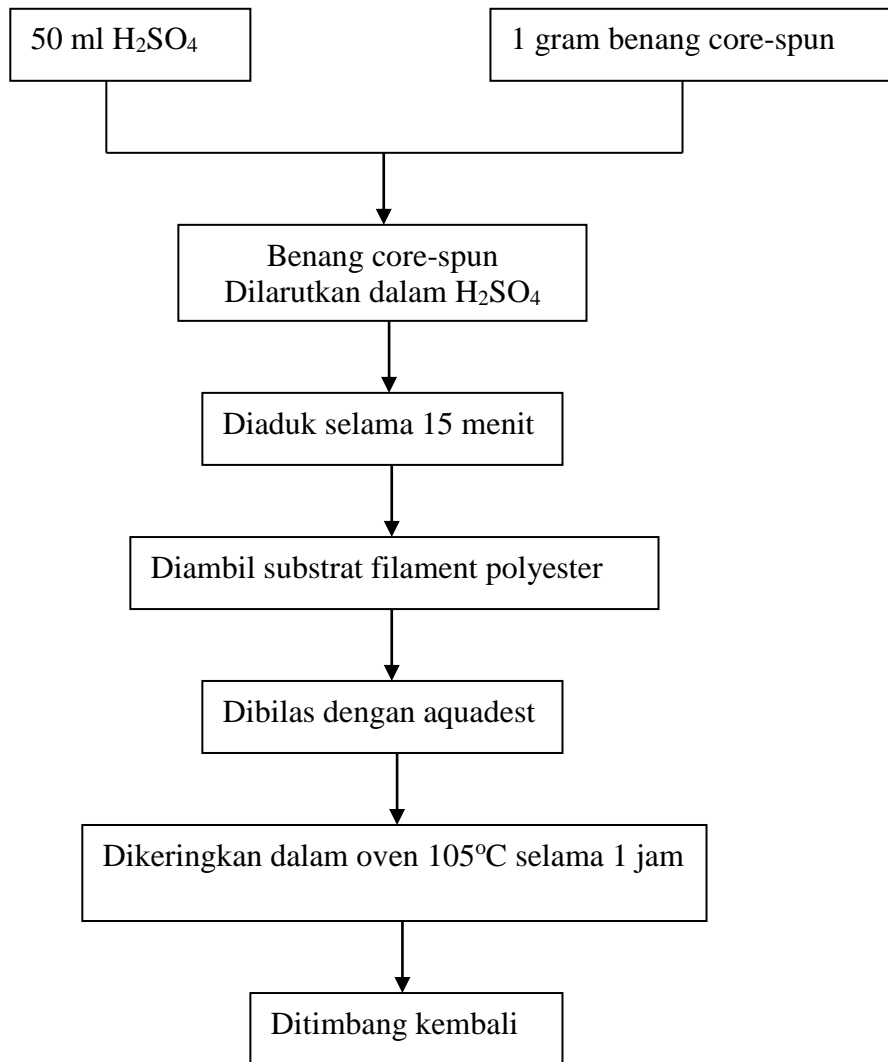 50 ml H₂SO₄
1 gram benang core-spun
Benang core-spun
Dilarutkan dalam H₂SO₄
Diaduk selama 15 menit
Diambil substrat filament polyester
Dibilas dengan aquadest
Dikeringkan dalam oven 105ºC selama 1 jam
Ditimbang kembali